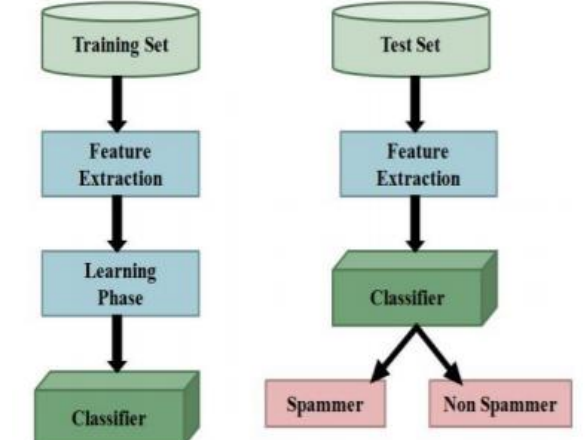 Training Set
Feature
Extraction
Learning
Phase
Classifier
Test Set
Feature
Extraction
Classifier
Spammer
Non Spammer